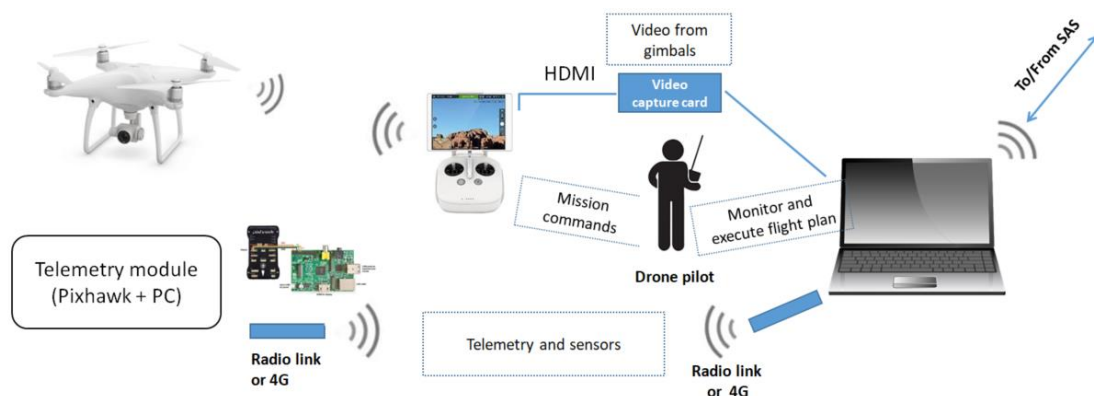 Video from
gimbals
HDMI
Video
capture card
To/From SAS
Mission
commands
Monitor and
execute flight plan
Drone pilot
Telemetry module
(Pixhawk + PC)
Telemetry and sensors
Radio link
or 4G
Radio link
or 4G